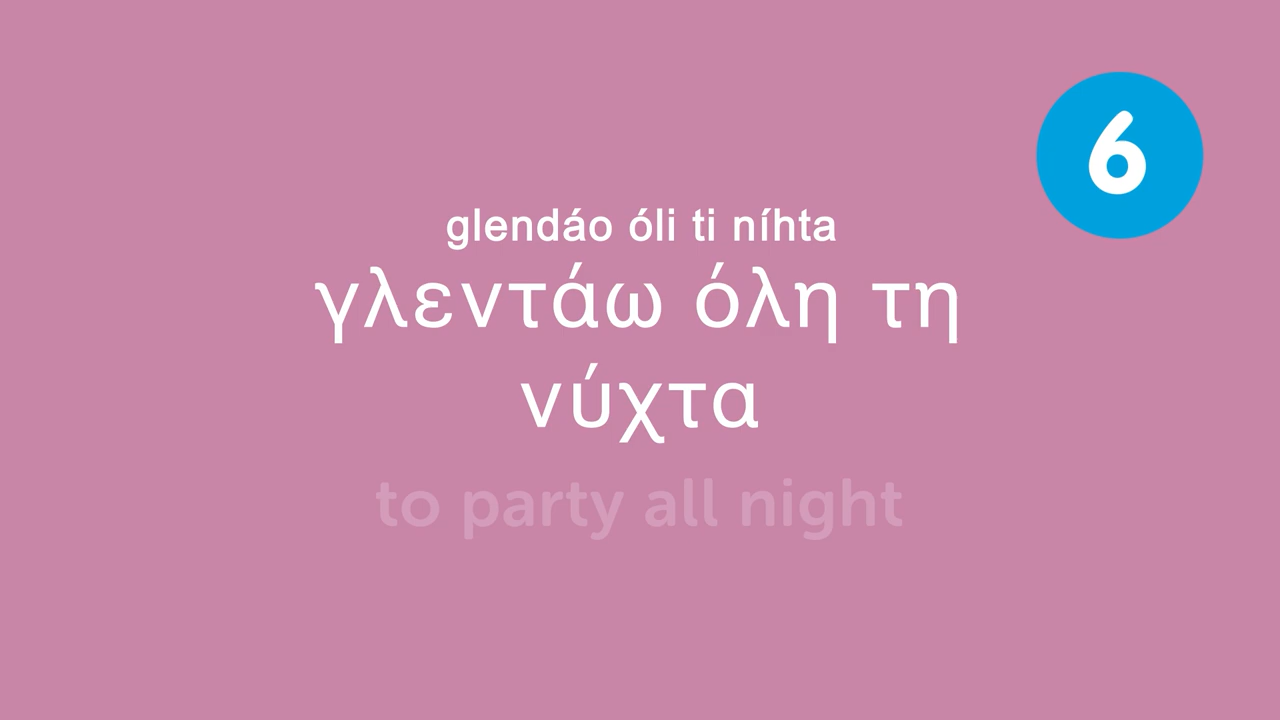 6
glendáo óli ti níhta
γλεντάω όλη τη
νύχτα
to party all night